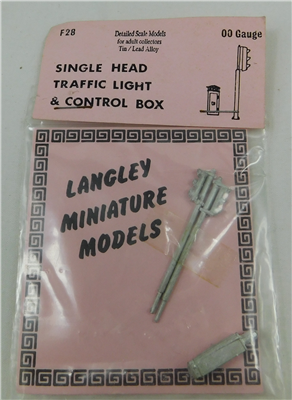 F28
Detailed Scale Models
for adult collectors
Tin / Lead Alloy
00 Gauge
SINGLE HEAD
TRAFFIC LIGHT
& CONTROL BOX
LANGLEY
MINIATURE
MODELS